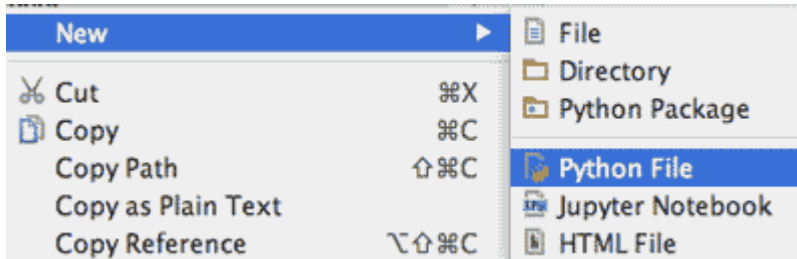 New
Cut ⌘X
Copy ⌘C
Copy Path ⇧⌘C
Copy as Plain Text
Copy Reference ⌥⇧⌘C
File
Directory
Python Package
Python File
Jupyter Notebook
HTML File